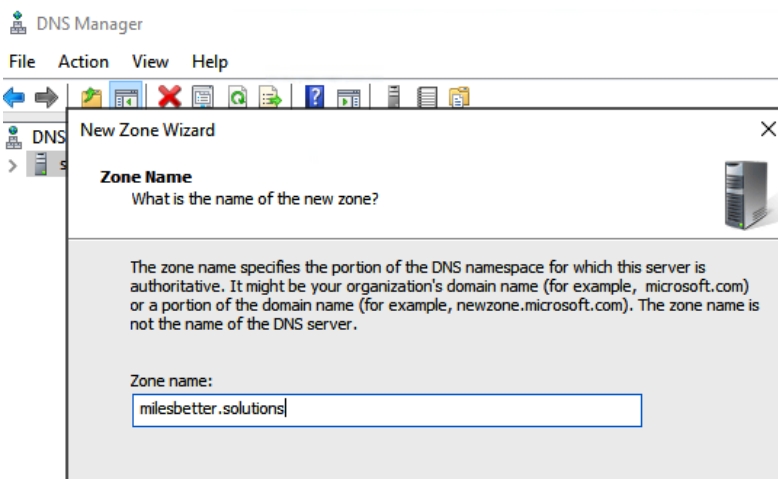 DNS Manager
File Action View Help
DNS
New Zone Wizard
s
Zone Name
What is the name of the new zone?
The zone name specifies the portion of the DNS namespace for which this server is
authoritative. It might be your organization's domain name (for example, microsoft.com)
or a portion of the domain name (for example, newzone.microsoft.com). The zone name is
not the name of the DNS server.
Zone name:
milesbetter.solutions